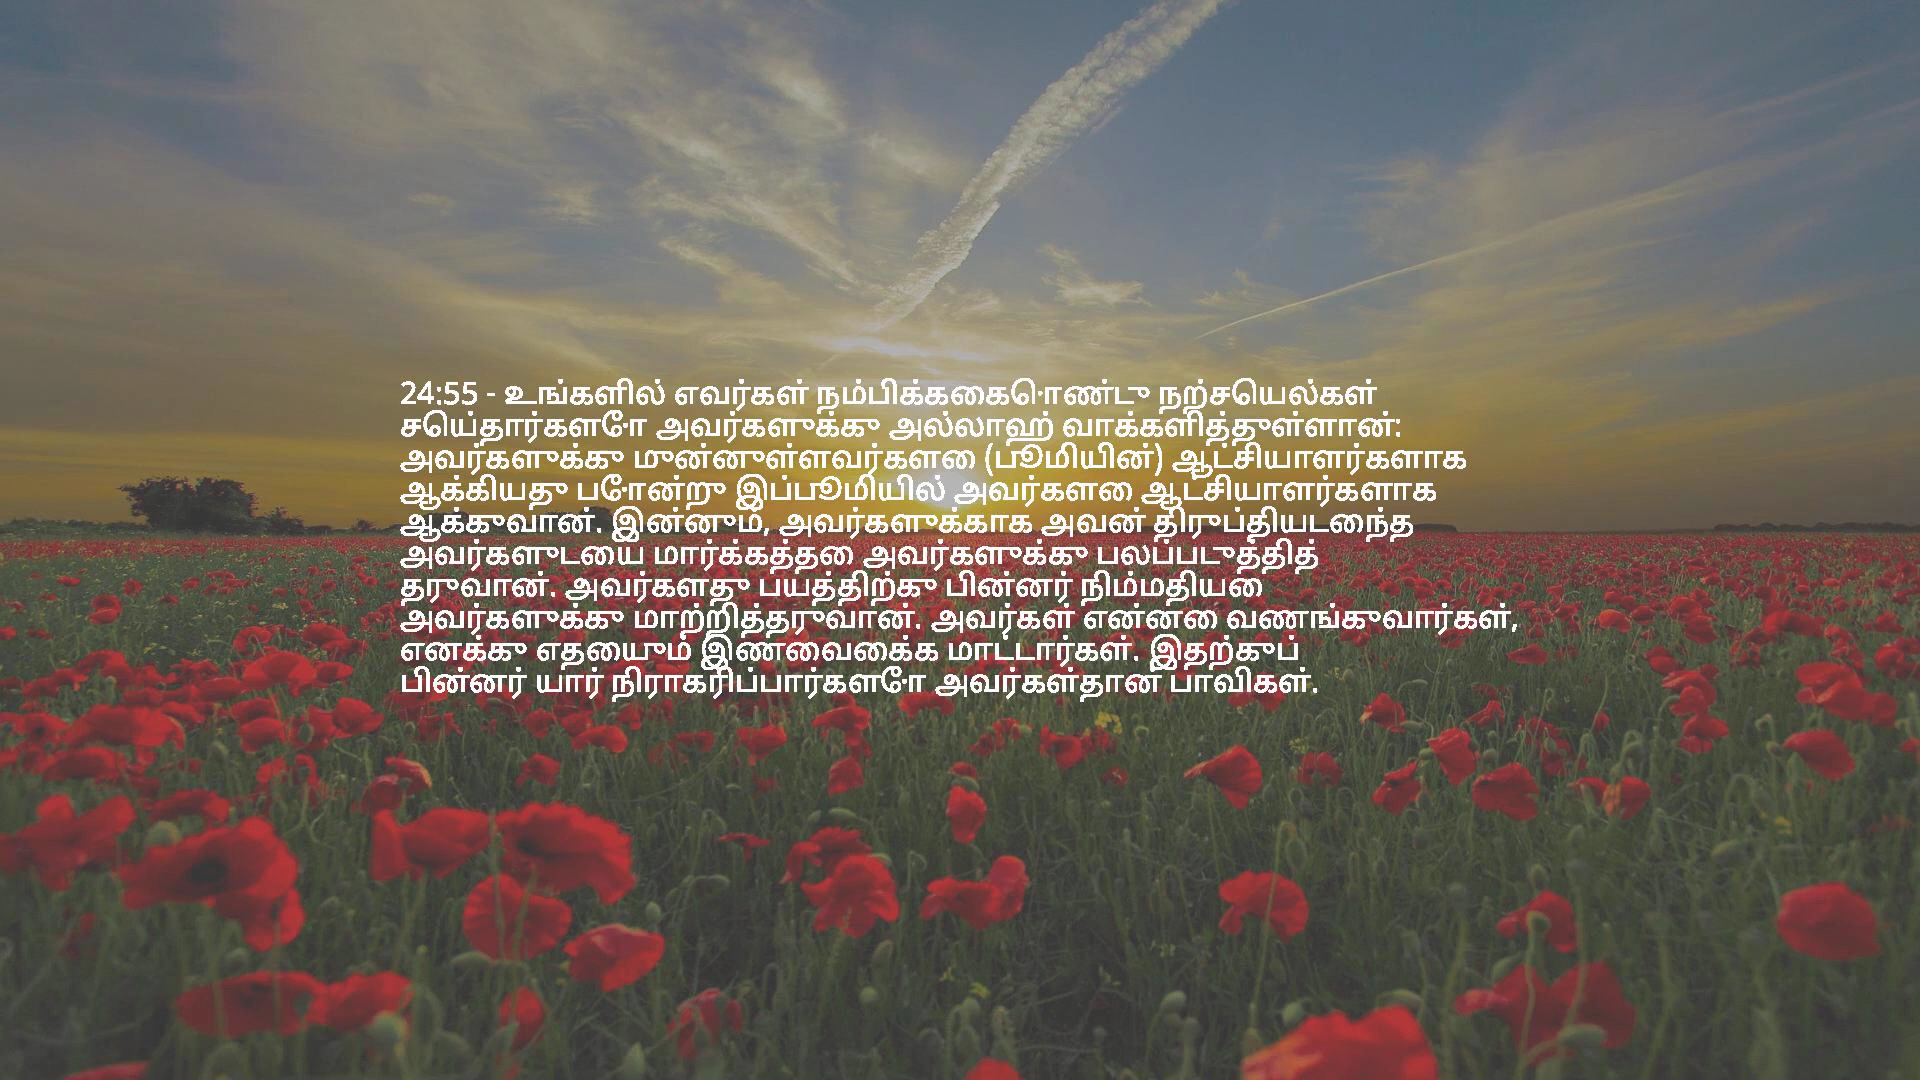 24:55 - உங்களில் எவர்கள் நம்பிக்கைகொண்டு நற்செயல்கள்
செய்தார்களோ அவர்களுக்கு அல்லாஹ் வாக்களித்துள்ளான்:
அவர்களுக்கு முன்னுள்ளவர்களை (பூமியின்) ஆட்சியாளர்களாக
ஆக்கியது போன்று இப்பூமியில் அவர்களை ஆட்சியாளர்களாக
ஆக்குவான். இன்னும், அவர்களுக்காக அவன் திருப்தியடைந்த
அவர்களுடைய மார்க்கத்தை அவர்களுக்கு பலப்படுத்தித்
தருவான். அவர்களது பயத்திற்கு பின்னர் நிம்மதியை
அவர்களுக்கு மாற்றித்தருவான். அவர்கள் என்னை வணங்குவார்கள்,
எனக்கு எதையும் இணைவைக்க மாட்டார்கள். இதற்குப்
பின்னர் யார் நிராகரிப்பார்களோ அவர்கள்தான் பாவிகள்.